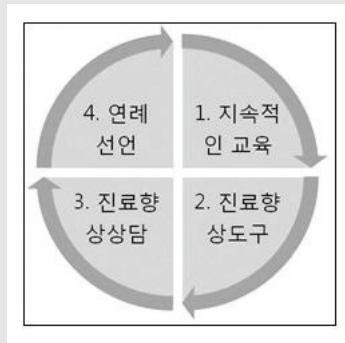 4. 연례
선언
1. 지속적
인 교육
3. 진료향
상상담
2. 진료향
상도구